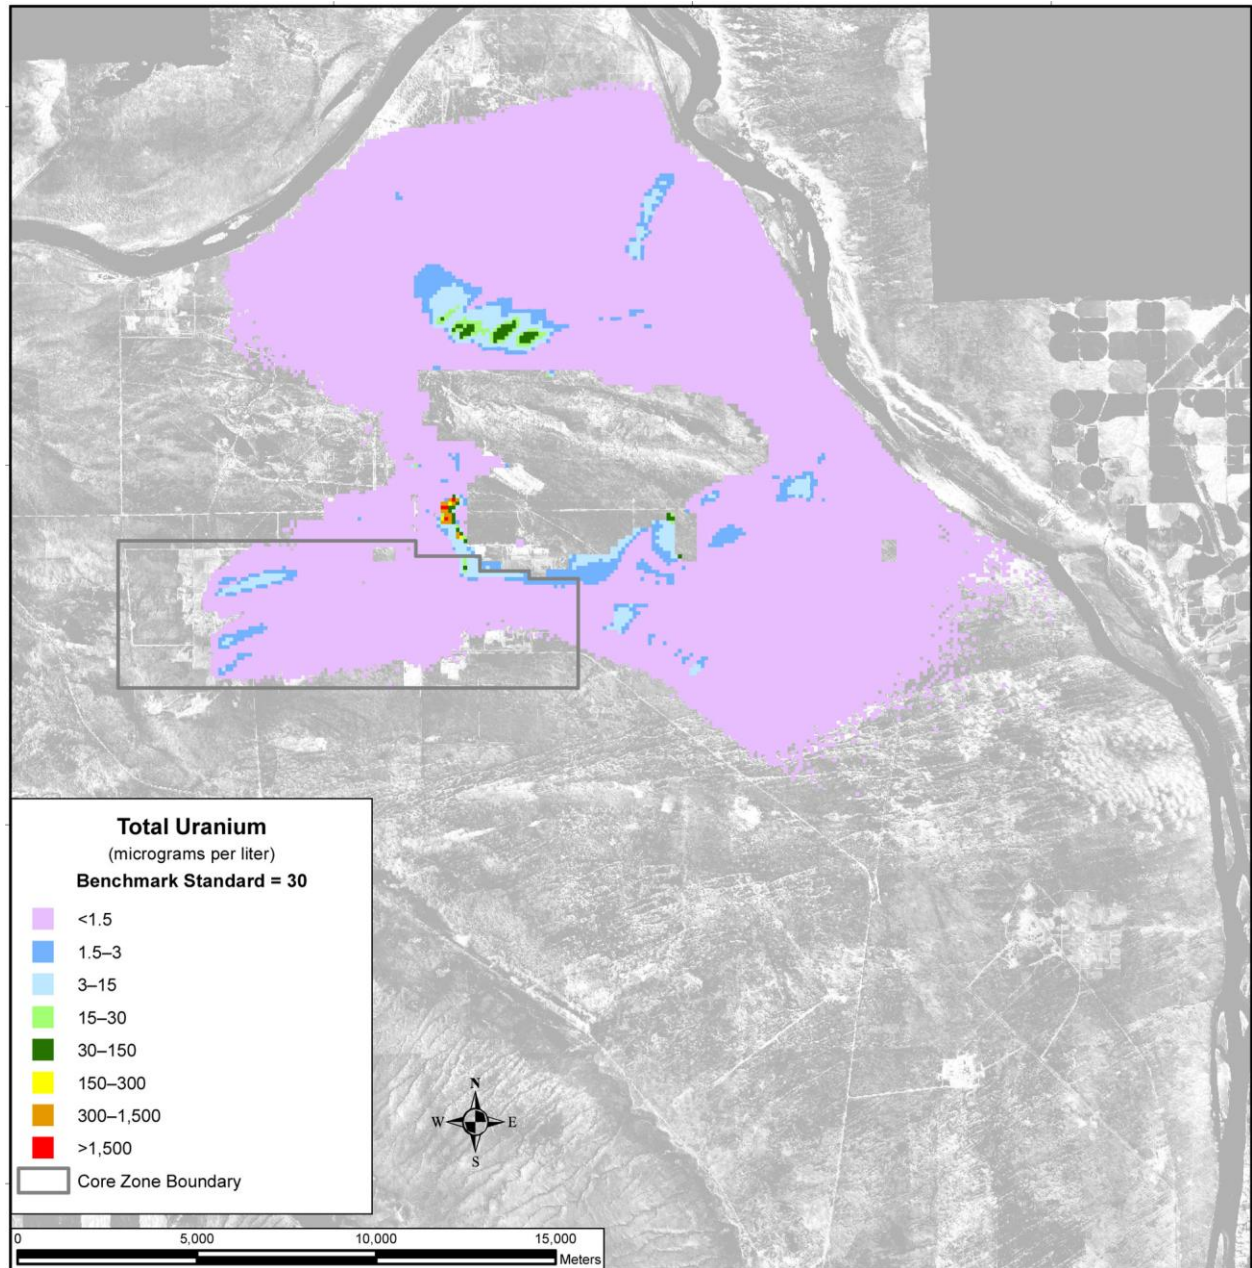 Total Uranium
(micrograms per liter)
Benchmark Standard = 30
<1.5
1.5–3
3–15
15–30
30–150
150–300
300–1,500
>1,500
Core Zone Boundary
N
W E
S
0 5,000 10,000 15,000
Meters